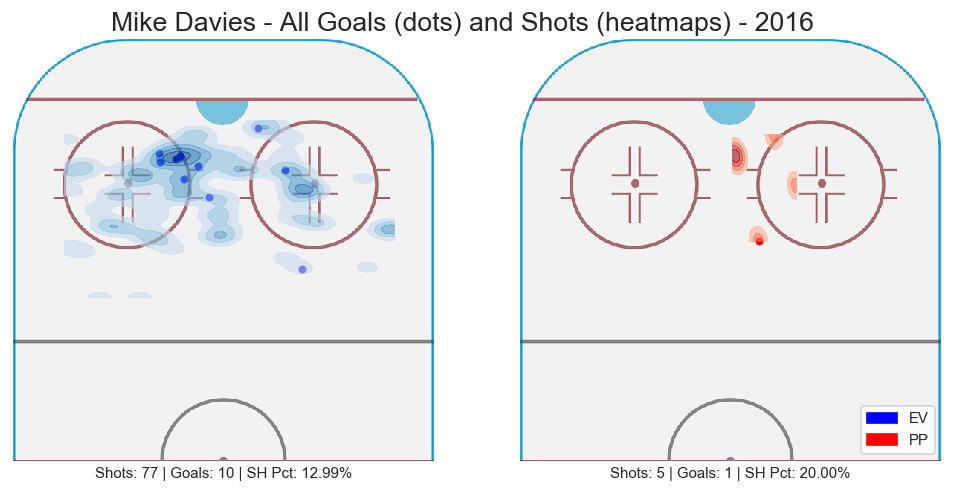 Mike Davies - All Goals (dots) and Shots (heatmaps) - 2016
EV
PP
Shots: 77 | Goals: 10 | SH Pct: 12.99%
Shots: 5 | Goals: 1 | SH Pct: 20.00%